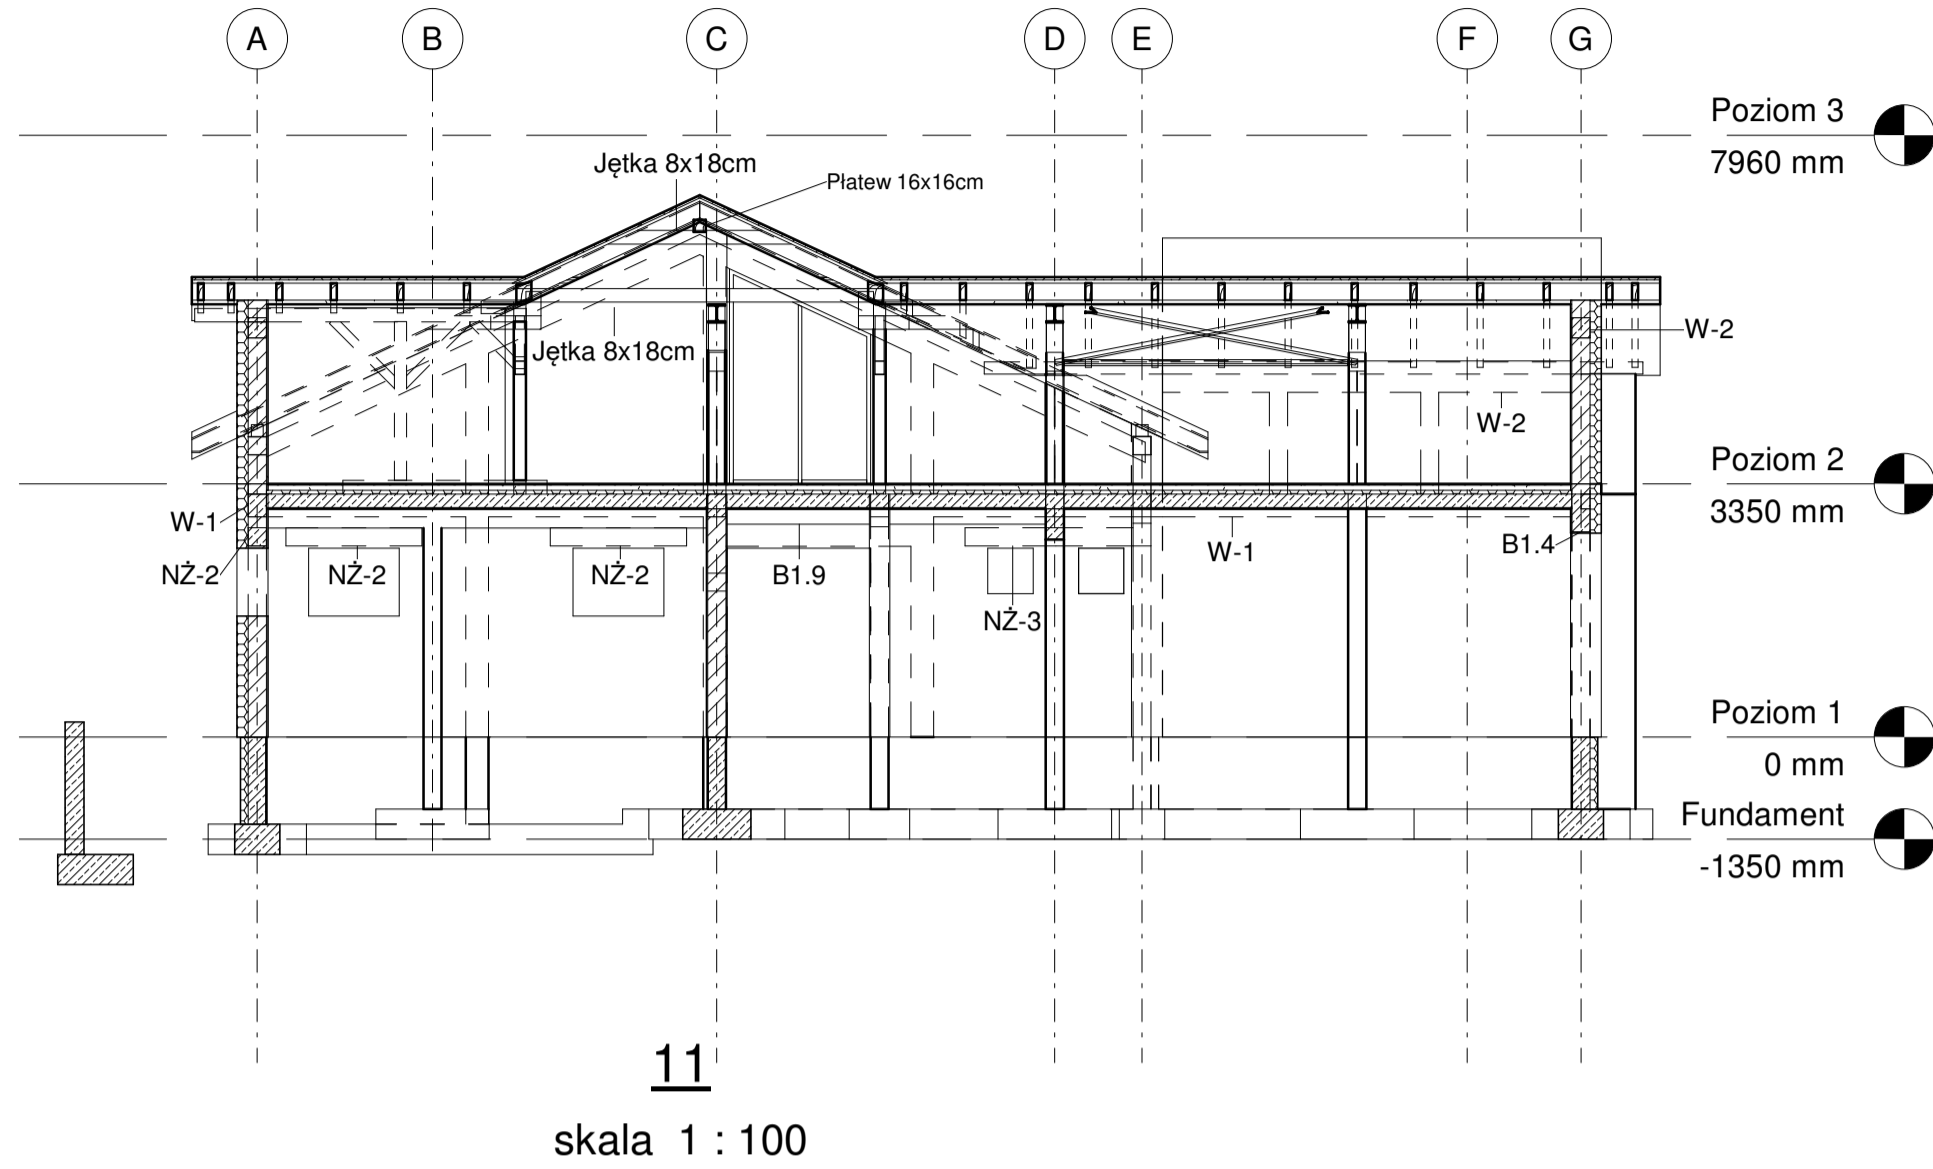 A B C D E F G
Poziom 3
7960 mm
Jętka 8x18cm
Płatew 16x16cm
W-2
Jętka 8x18cm
W-2
Poziom 2
3350 mm
W-1
B1.4
W-1
NŻ-2 NŻ-2 NŻ-2 B1.9
NŻ-3
Poziom 1
0 mm
Fundament
-1350 mm
11
skala 1 : 100